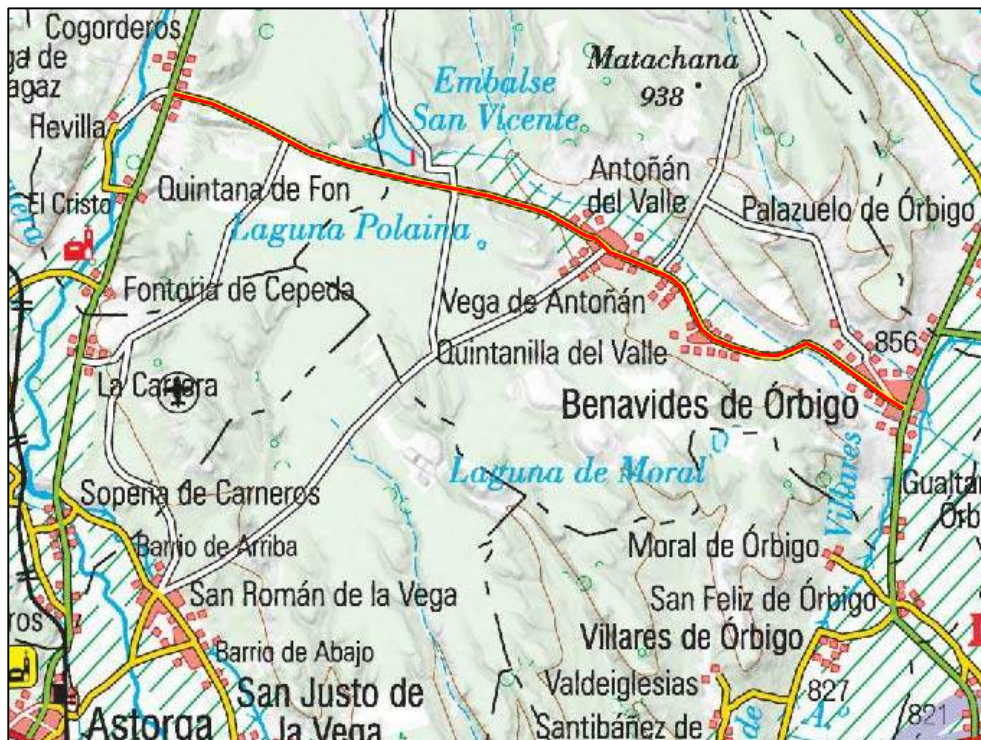 Cogorderos
Matachana
938
Embalse
San Vicente
Revilla
Antoñán
del Valle
Quintana de Fon
El Cristo
Palazuelo de Órbigo
Laguna Polaina
Fontoria de Cepeda
Vega de Antoñán
856
Quintanilla del Valle
La Carrera
Benavides de Órbigo
Laguna de Moral
Villares
Sopeña de Carneros
Barrio de Arriba
Moral de Órbigo
San Román de la Vega
San Feliz de Órbigo
Villares de Órbigo
Barrio de Abajo
Valdeiglesias
San Justo de
la Vega
827
de
A.º
821
Astorga
Santibáñez de